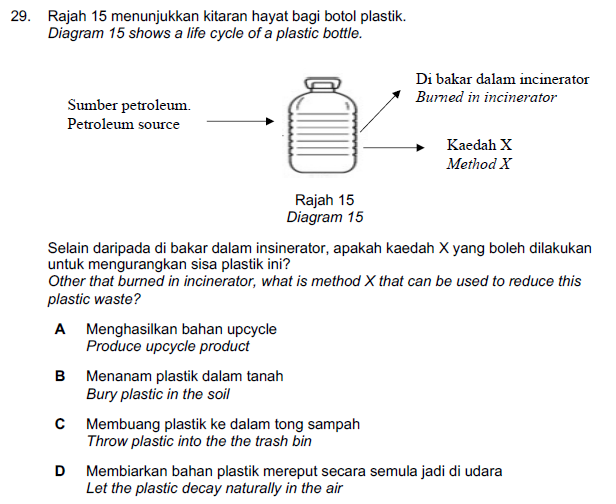 29. Rajah 15 menunjukkan kitaran hayat bagi botol plastik.
Diagram 15 shows a life cycle of a plastic bottle.
Di bakar dalam incinerator
Burned in incinerator
Sumber petroleum.
Petroleum source
Kaedah X
Method X
Rajah 15
Diagram 15
Selain daripada di bakar dalam insinerator, apakah kaedah X yang boleh dilakukan
untuk mengurangkan sisa plastik ini?
Other that burned in incinerator, what is method X that can be used to reduce this
plastic waste?
A Menghasilkan bahan upcycle
Produce upcycle product
B Menanam plastik dalam tanah
Bury plastic in the soil
C Membuang plastik ke dalam tong sampah
Throw plastic into the the trash bin
D Membiarkan bahan plastik mereput secara semula jadi di udara
Let the plastic decay naturally in the air